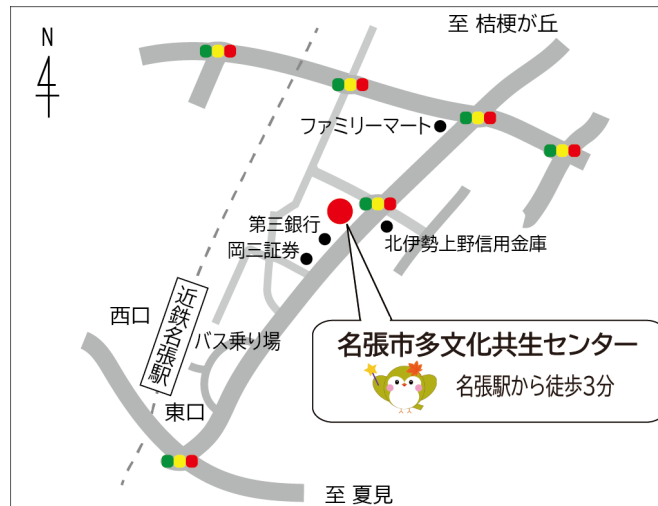 N
至 桔梗が丘
ファミリーマート
第三銀行
岡三証券
北伊勢上野信用金庫
西口
近鉄名張駅
バス乗り場
東口
名張市多文化共生センター
名張駅から徒歩3分
至 夏見